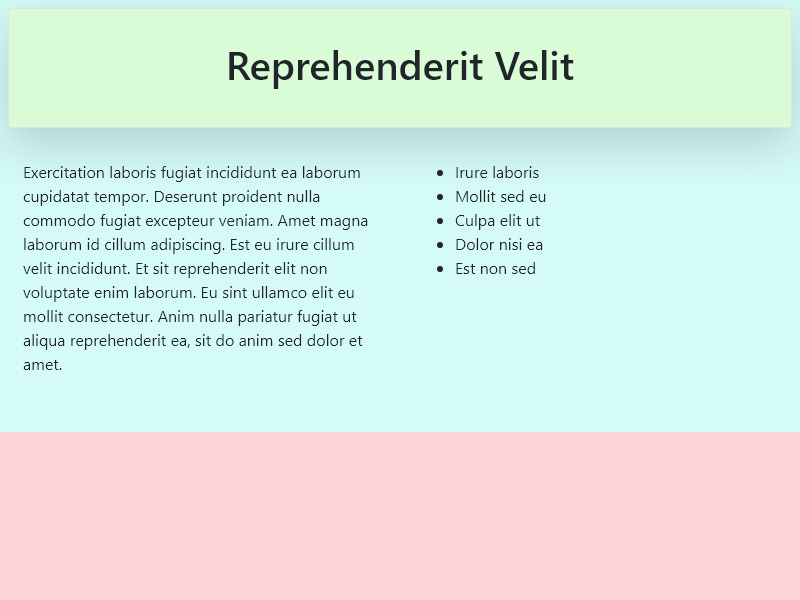 Reprehenderit Velit
Exercitation laboris fugiat incididunt ea laborum
cupidatat tempor. Deserunt proident nulla
commodo fugiat excepteur veniam. Amet magna
laborum id cillum adipiscing. Est eu irure cillum
velit incididunt. Et sit reprehenderit elit non
voluptate enim laborum. Eu sint ullamco elit eu
mollit consectetur. Anim nulla pariatur fugiat ut
aliqua reprehenderit ea, sit do anim sed dolor et
amet.
Irure laboris
Mollit sed eu
Culpa elit ut
Dolor nisi ea
Est non sed